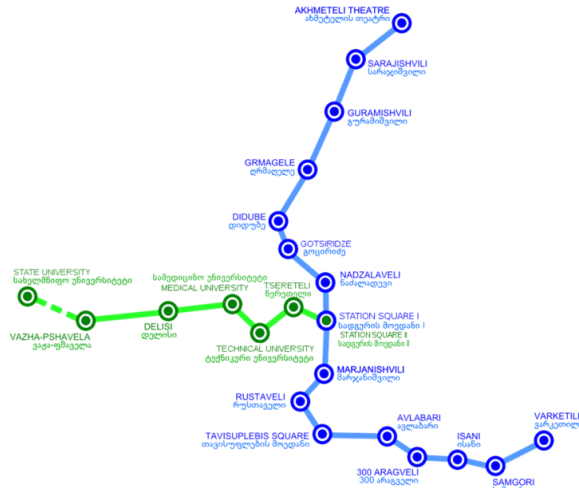 AKHMETELI THEATRE
ახმეტელის თეატრი
SARAJISHVILI
სარაჯიშვილი
GURAMISHVILI
გურამიშვილი
GRMAGELE
ღრმაღელე
DIDUBE
დიდუბე
GOTSIRIDZE
გოცირიძე
NADZALAVELI
ნაძალადევი
STATE UNIVERSITY
სახელმწიფო უნივერსიტეტი
სამედიცინო უნივერსიტეტი
MEDICAL UNIVERSITY
TSERETELI
წერეთელი
VAZHA-PSHAVELA
ვაჟა-ფშაველა
DELISI
დელისი
TECHNICAL UNIVERSITY
ტექნიკური უნივერსიტეტი
STATION SQUARE I
სადგურის მოედანი I
STATION SQUARE II
სადგურის მოედანი II
MARJANISHVILI
მარჯანიშვილი
RUSTAVELI
რუსთაველი
TAVISUPLEBIS SQUARE
თავისუფლების მოედანი
AVLABARI
ავლაბარი
300 ARAGVELI
300 არაგველი
ISANI
ისანი
SAMGORI
VARKETILI
ვარკეთილი